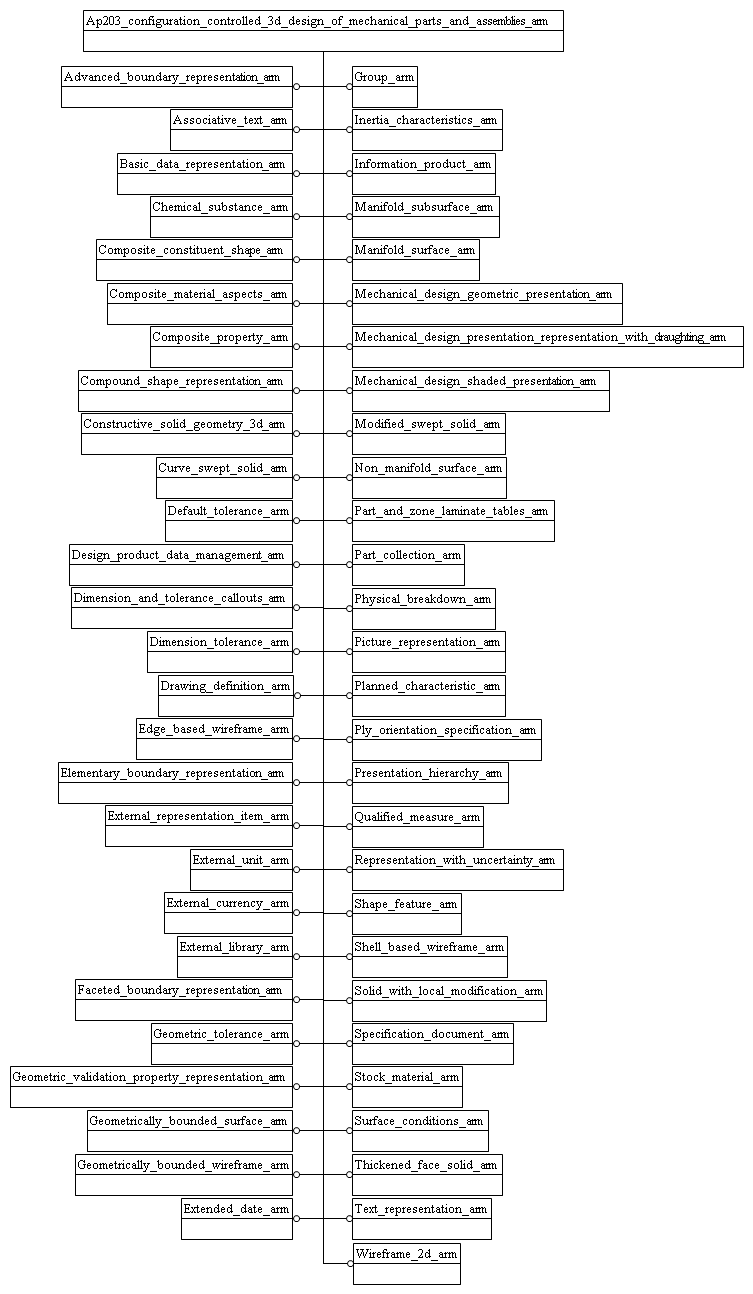 Ap203_configuration_controlled_3d_design_of_mechanical_parts_and_assemblies_arm
Advanced_boundary_representation_arm
Group_arm
Associative_text_arm
Inertia_characteristics_arm
Basic_data_representation_arm
Information_product_arm
Chemical_substance_arm
Manifold_subsurface_arm
Composite_constituent_shape_arm
Manifold_surface_arm
Composite_material_aspects_arm
Mechanical_design_geometric_presentation_arm
Composite_property_arm
Mechanical_design_presentation_representation_with_draughting_arm
Compound_shape_representation_arm
Mechanical_design_shaded_presentation_arm
Constructive_solid_geometry_3d_arm
Modified_swept_solid_arm
Curve_swept_solid_arm
Non_manifold_surface_arm
Default_tolerance_arm
Part_and_zone_laminate_tables_arm
Design_product_data_management_arm
Part_collection_arm
Dimension_and_tolerance_callouts_arm
Physical_breakdown_arm
Dimension_tolerance_arm
Picture_representation_arm
Drawing_definition_arm
Planned_characteristic_arm
Edge_based_wireframe_arm
Ply_orientation_specification_arm
Elementary_boundary_representation_arm
Presentation_hierarchy_arm
External_representation_item_arm
Qualified_measure_arm
External_unit_arm
Representation_with_uncertainty_arm
External_currency_arm
Shape_feature_arm
External_library_arm
Shell_based_wireframe_arm
Faceted_boundary_representation_arm
Solid_with_local_modification_arm
Geometric_tolerance_arm
Specification_document_arm
Geometric_validation_property_representation_arm
Stock_material_arm
Geometrically_bounded_surface_arm
Surface_conditions_arm
Geometrically_bounded_wireframe_arm
Thickened_face_solid_arm
Extended_date_arm
Text_representation_arm
Wireframe_2d_arm